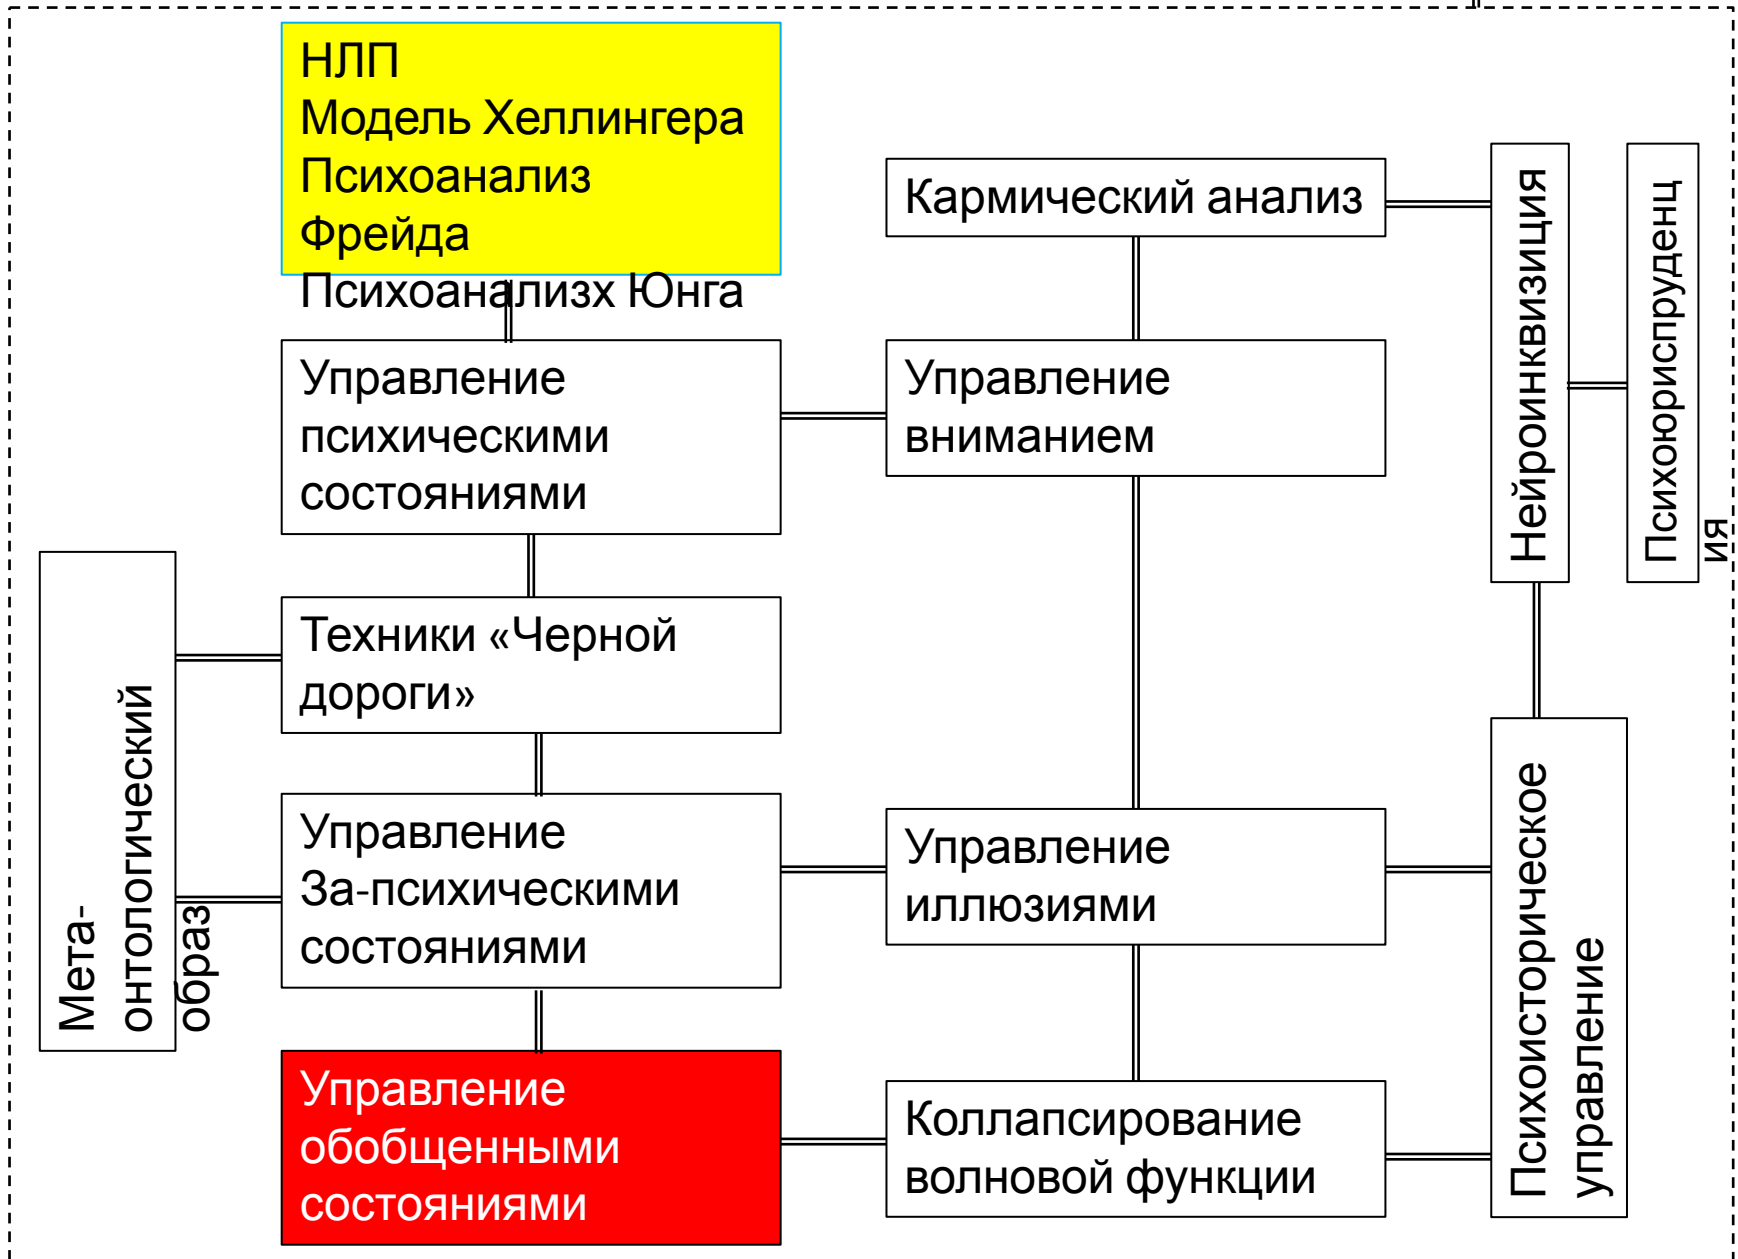 НЛП
Модель Хеллингера
Психоанализ
Фрейда
Психоанализх Юнга
Кармический анализ
Нейроинквизиция
Психоюриспруденц
ия
Управление
психическими
состояниями
Управление
вниманием
Мета-
онтологический
образ
Техники «Черной
дороги»
Управление
За-психическими
состояниями
Управление
иллюзиями
Психоисторическое
управление
Управление
обобщенными
состояниями
Коллапсирование
волновой функции